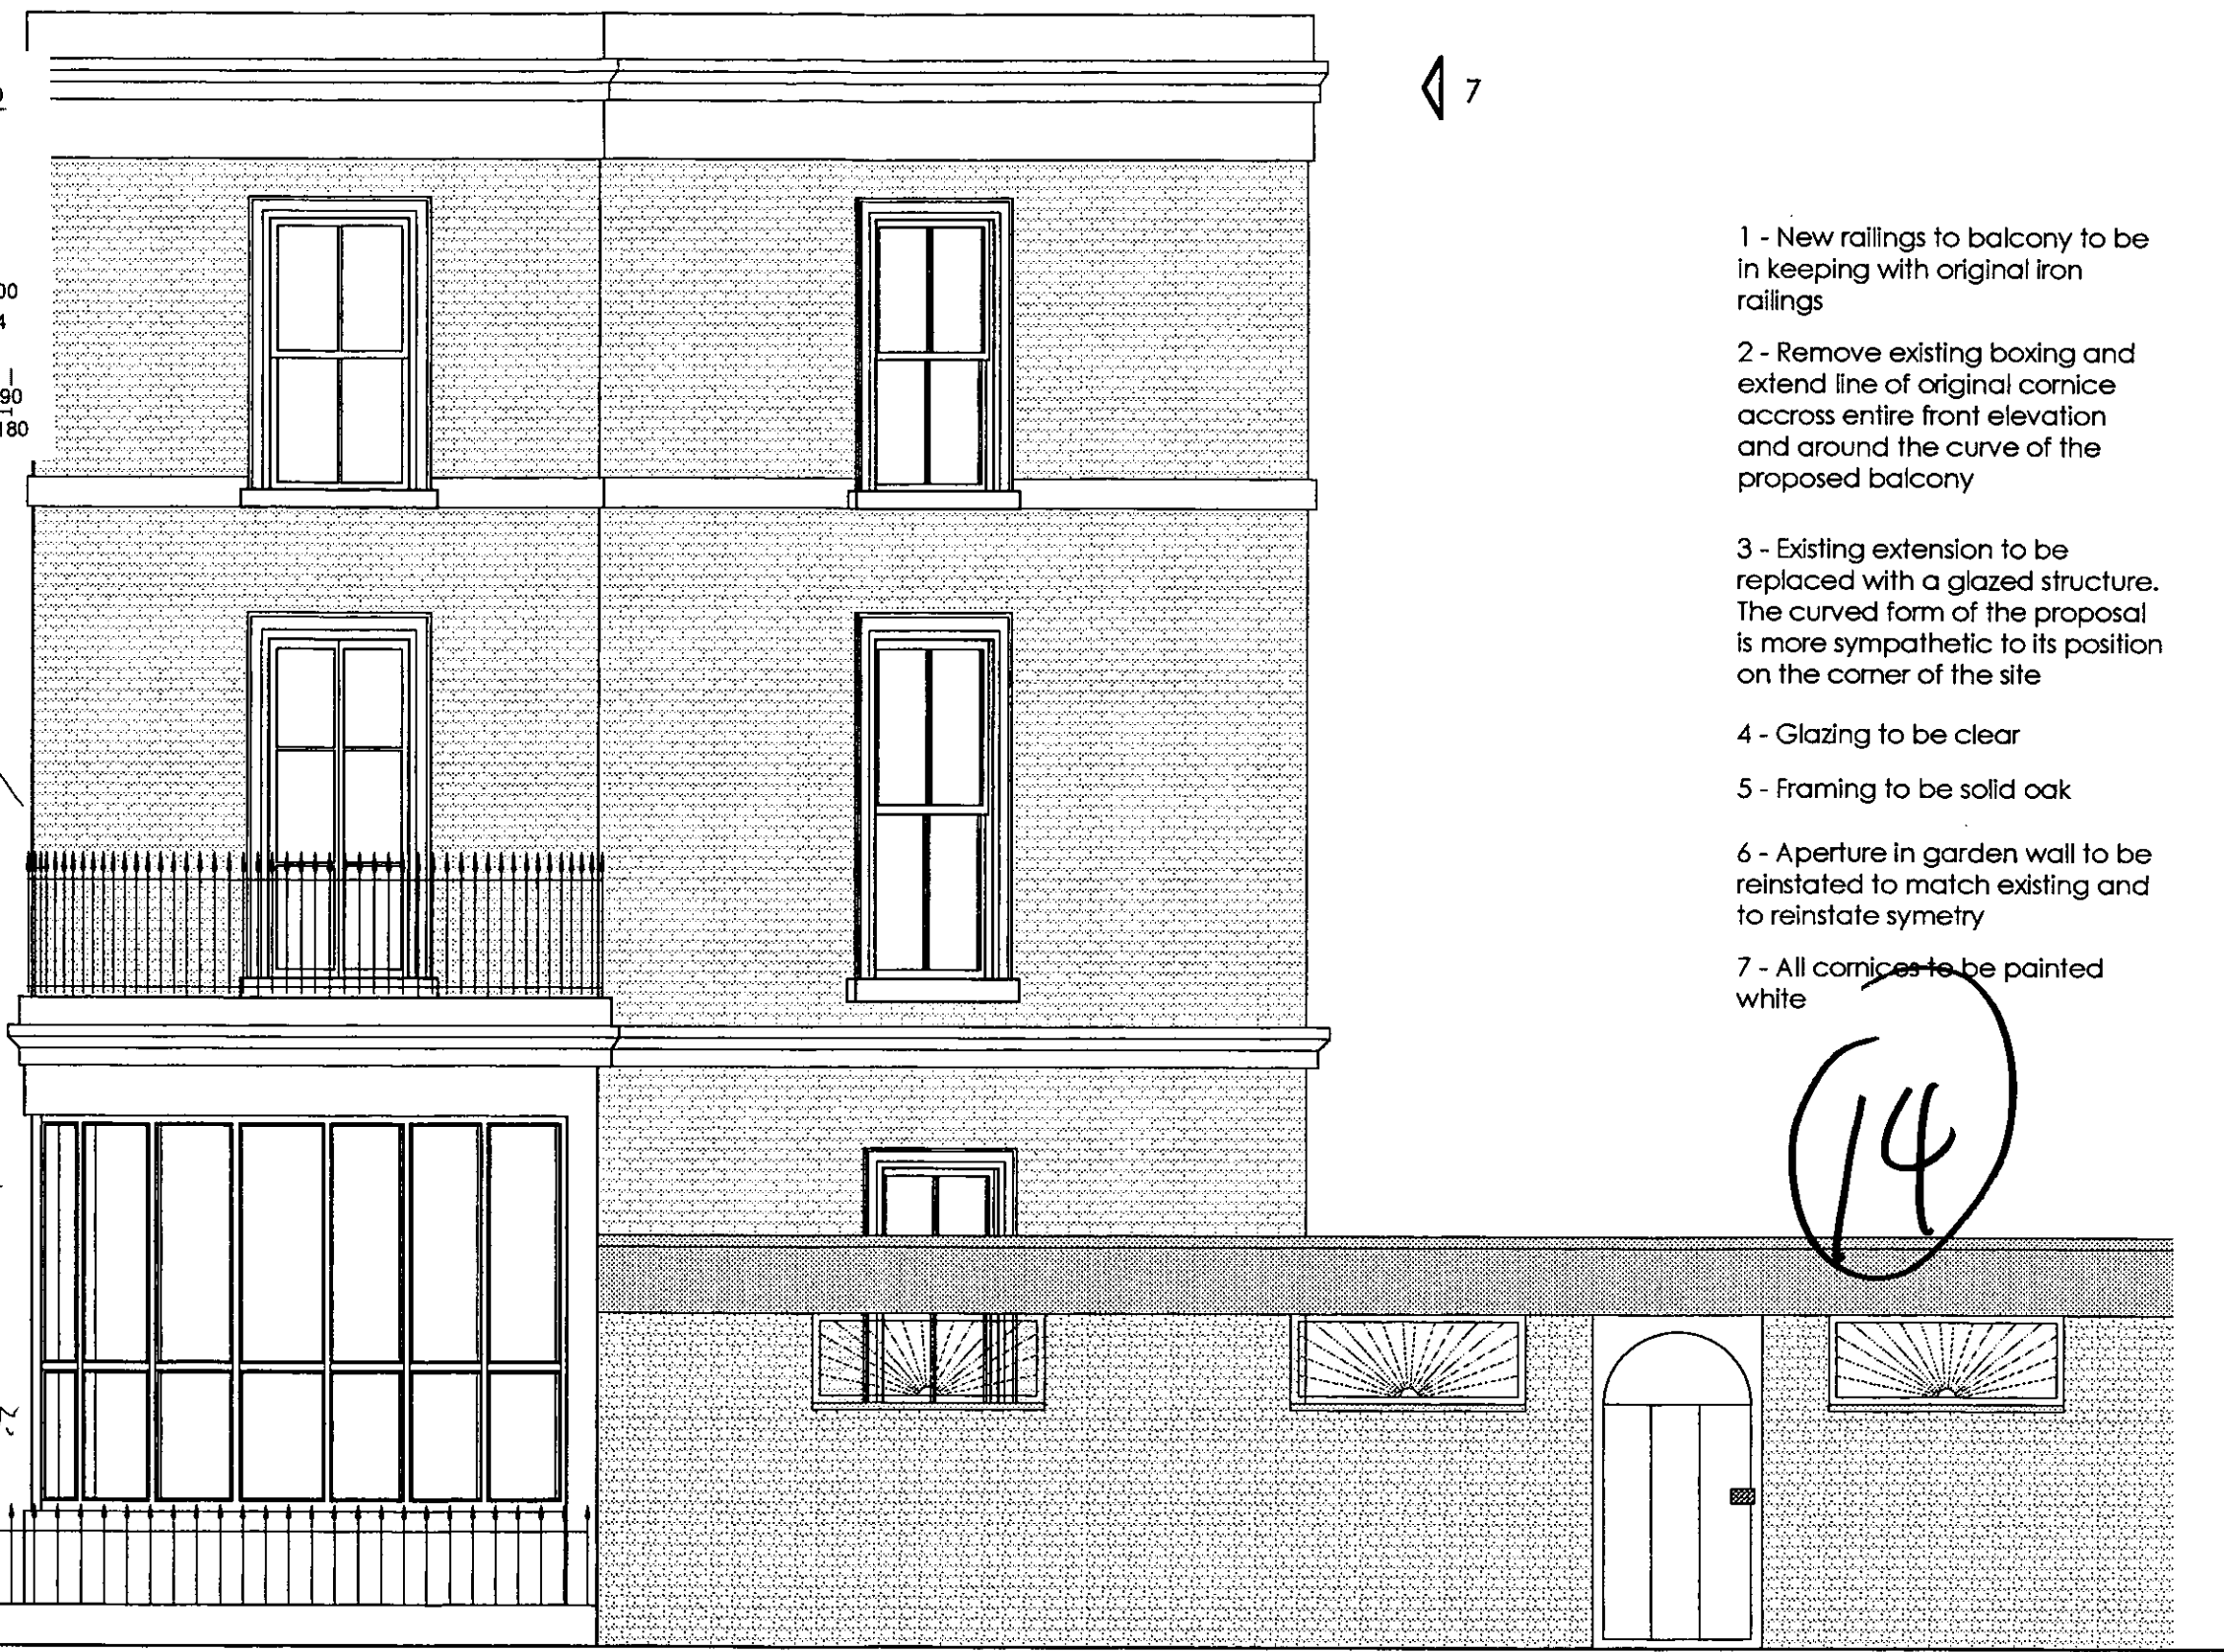 7
00
4
90
180
1 - New railings to balcony to be
in keeping with original iron
railings
2 - Remove existing boxing and
extend line of original cornice
accross entire front elevation
and around the curve of the
proposed balcony
3 - Existing extension to be
replaced with a glazed structure.
The curved form of the proposal
is more sympathetic to its position
on the corner of the site
4 - Glazing to be clear
5 - Framing to be solid oak
6 - Aperture in garden wall to be
reinstated to match existing and
to reinstate symetry
7 - All cornices to be painted
white
14